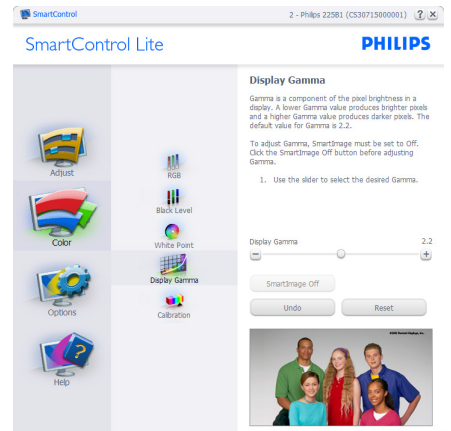 SmartControl
2 - Philips 225B1 (CS30715000001)
SmartControl Lite
PHILIPS
Adjust
Color
Options
Help
RGB
Black Level
White Point
Display Gamma
Calibration
Display Gamma
Gamma is a component of the pixel brightness in a
display. A lower Gamma value produces brighter pixels
and a higher Gamma value produces darker pixels. The
default value for Gamma is 2.2.
To adjust Gamma, SmartImage must be set to Off.
Click the SmartImage Off button before adjusting
Gamma.
1. Use the slider to select the desired Gamma.
Display Gamma 2.2
SmartImage Off
Undo Reset